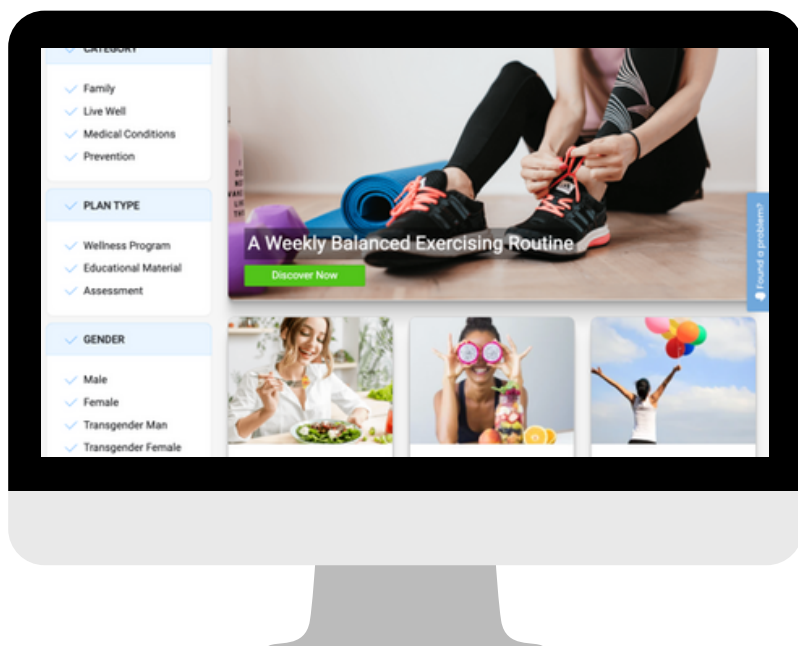 CATEGORY
Family
Live Well
Medical Conditions
Prevention
PLAN TYPE
Wellness Program
Educational Material
Assessment
GENDER
Male
Female
Transgender Man
Transgender Female
A Weekly Balanced Exercising Routine
Discover Now
Found a problem?